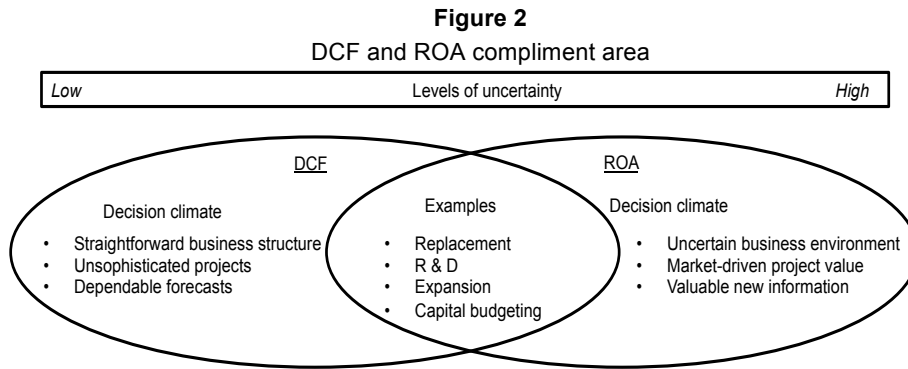 Figure 2
DCF and ROA compliment area
Low Levels of uncertainty High
DCF
Decision climate
• Straightforward business structure
• Unsophisticated projects
• Dependable forecasts
Examples
• Replacement
• R & D
• Expansion
• Capital budgeting
ROA
Decision climate
• Uncertain business environment
• Market-driven project value
• Valuable new information